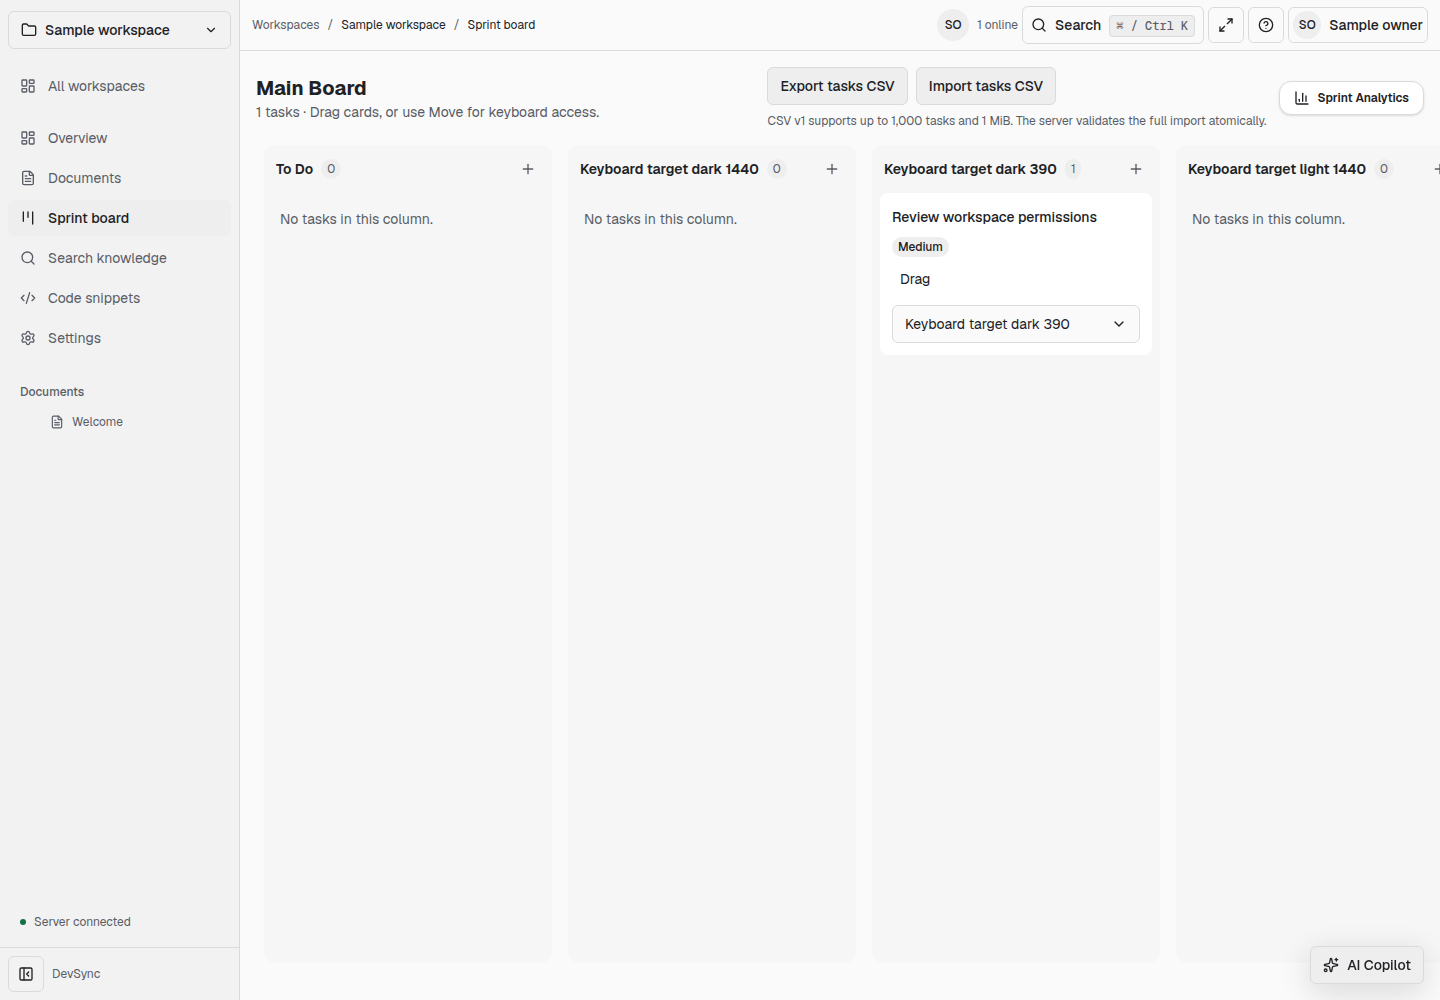 Sample workspace
All workspaces
Overview
Documents
Sprint board
Search knowledge
Code snippets
Settings
Documents
Welcome
Server connected
DevSync
Workspaces / Sample workspace / Sprint board
SO 1 online
Search ⌘ / Ctrl K
SO Sample owner
Main Board
1 tasks · Drag cards, or use Move for keyboard access.
Export tasks CSV
Import tasks CSV
CSV v1 supports up to 1,000 tasks and 1 MiB. The server validates the full import atomically.
Sprint Analytics
To Do 0
No tasks in this column.
Keyboard target dark 1440 0
No tasks in this column.
Keyboard target dark 390 1
Review workspace permissions
Medium
Drag
Keyboard target dark 390
Keyboard target light 1440 0
No tasks in this column.
AI Copilot